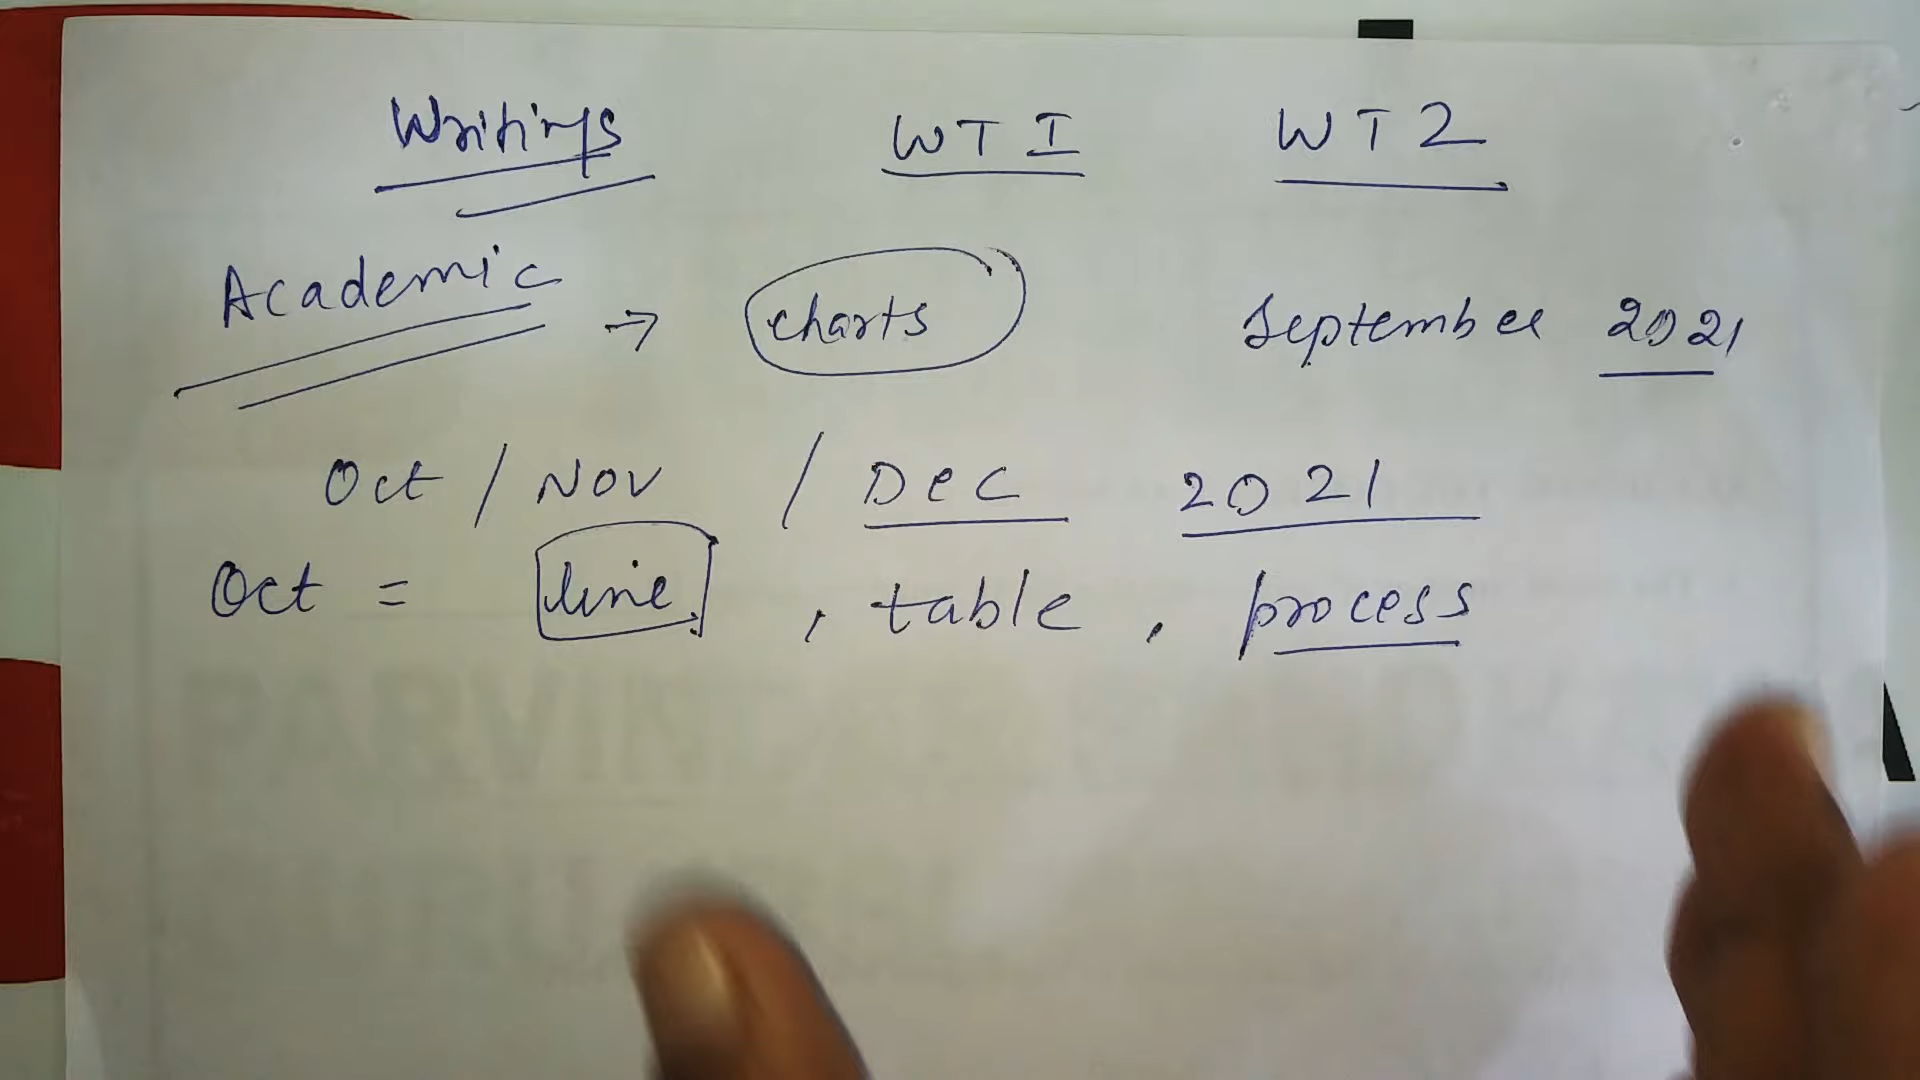 Writings WT I WT 2
Academic → charts September 2021
Oct / Nov / Dec 2021
Oct = line, table, process